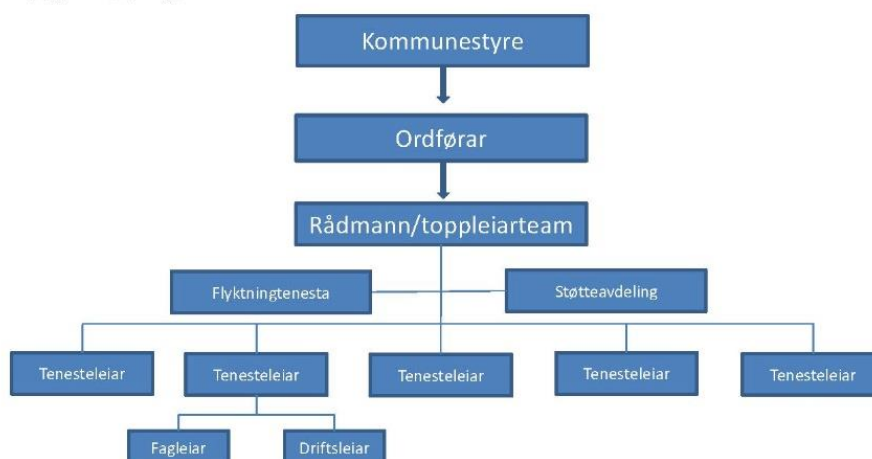 Kommunestyre
Ordførar
Rådmann/toppleiarteam
Flyktningtenesta
Støtteavdeling
Tenesteleiar
Tenesteleiar
Tenesteleiar
Tenesteleiar
Tenesteleiar
Fagleiar
Driftsleiar